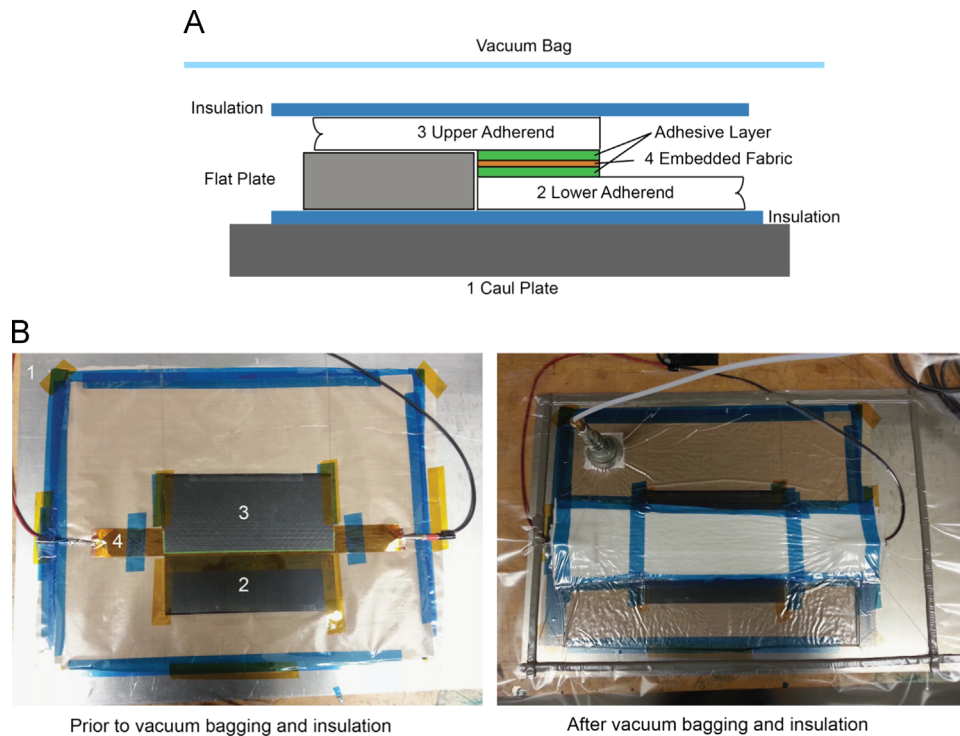 A
Vacuum Bag
Insulation
3 Upper Adherend
Adhesive Layer
4 Embedded Fabric
Flat Plate
2 Lower Adherend
Insulation
1 Caul Plate
B
1
3
4
2
Prior to vacuum bagging and insulation
After vacuum bagging and insulation